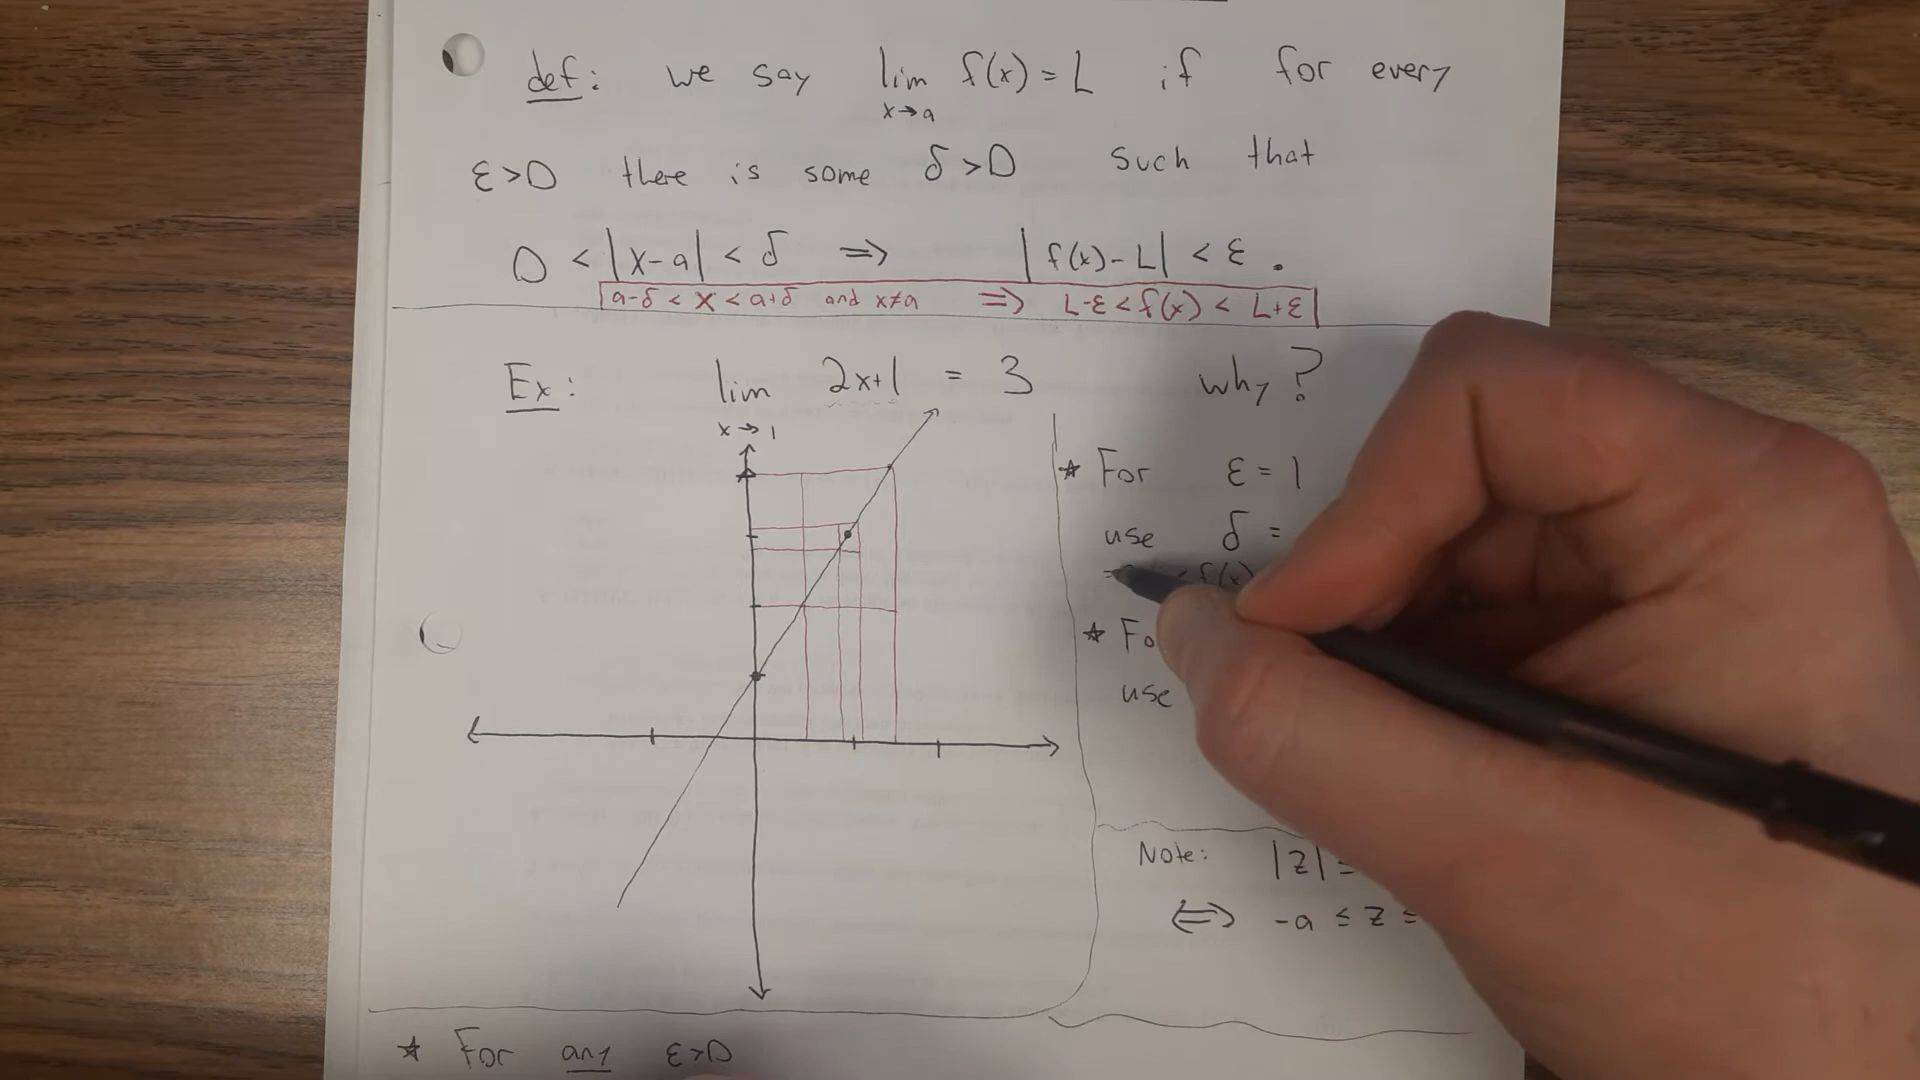 def: we say lim f(x) = L if for every
x→a
ε>0 there is some δ>0 such that
0 < |x-a| < δ ⇒ |f(x)-L| < ε.
a-δ < x < a+δ and x≠a ⇒ L-ε < f(x) < L+ε
Ex: lim 2x+1 = 3 why?
x→1
★ For ε = 1
use δ =
< f(x)
★ Fo
use
Note: |z| ≤
⇔ -a ≤ z ≤
★ For any ε>0